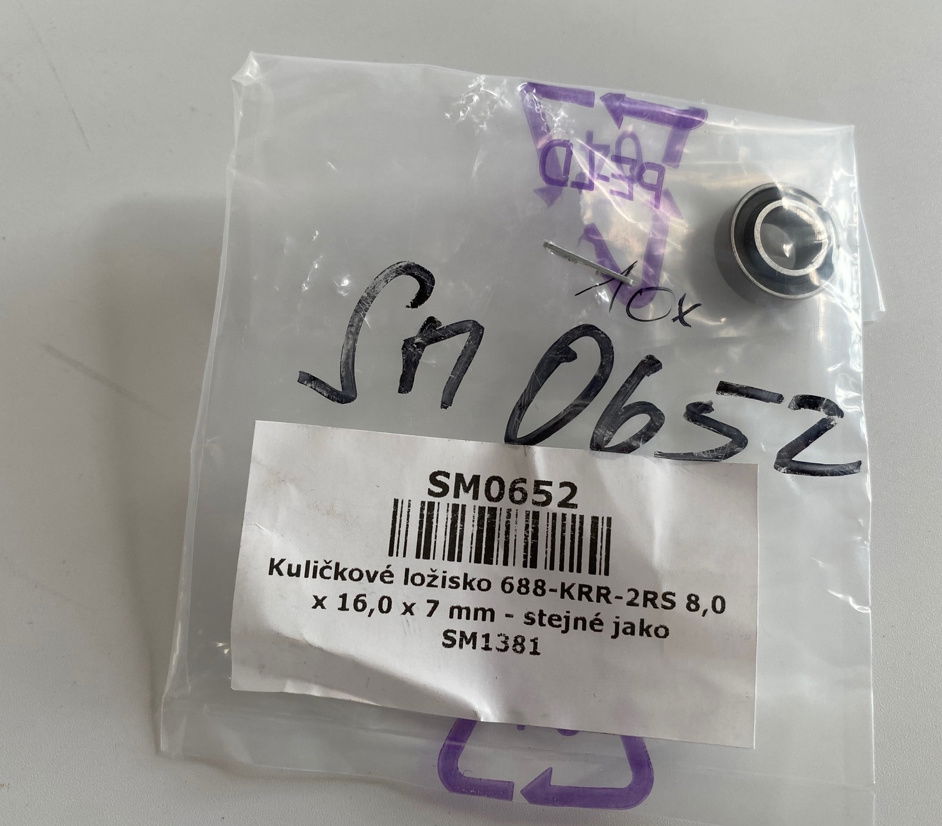 04
PE-LD
10x
SM 0652
SM0652
Kuličkové ložisko 688-KRR-2RS 8,0
x 16,0 x 7 mm - stejné jako
SM1381